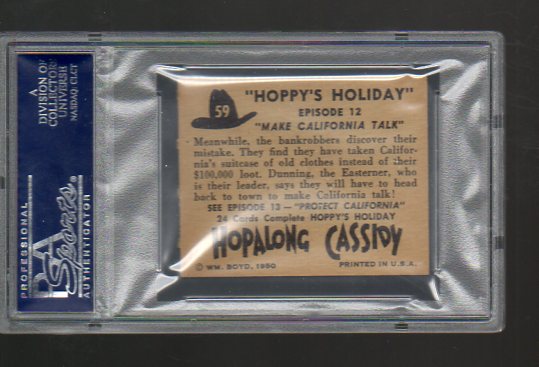 A
DIVISION OF
COLLECTORS
UNIVERSE
NASDAQ: CLCT
PROFESSIONAL
PSA
Sports
AUTHENTICATOR
59
"HOPPY'S HOLIDAY"
EPISODE 12
"MAKE CALIFORNIA TALK"
Meanwhile, the bankrobbers discover their
mistake. They find they have taken Califor-
nia's suitcase of old clothes instead of their
$100,000 loot. Dunning, the Easterner, who
is their leader, says they will have to head
back to town to make California talk!
SEE EPISODE 13 — "PROTECT CALIFORNIA"
24 Cards Complete HOPPY'S HOLIDAY
HOPALONG CASSIDY
© WM. BOYD, 1950 PRINTED IN U.S.A.